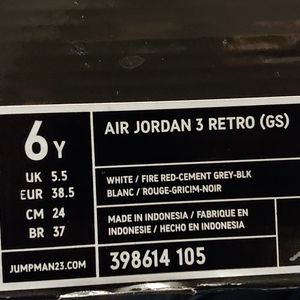 6Y
UK 5.5
EUR 38.5
CM 24
BR 37
JUMPMAN23.COM
AIR JORDAN 3 RETRO (GS)
WHITE / FIRE RED-CEMENT GREY-BLK
BLANC / ROUGE-GRICIM-NOIR
MADE IN INDONESIA / FABRIQUE EN
INDONESIE / HECHO EN INDONESIA
398614 105